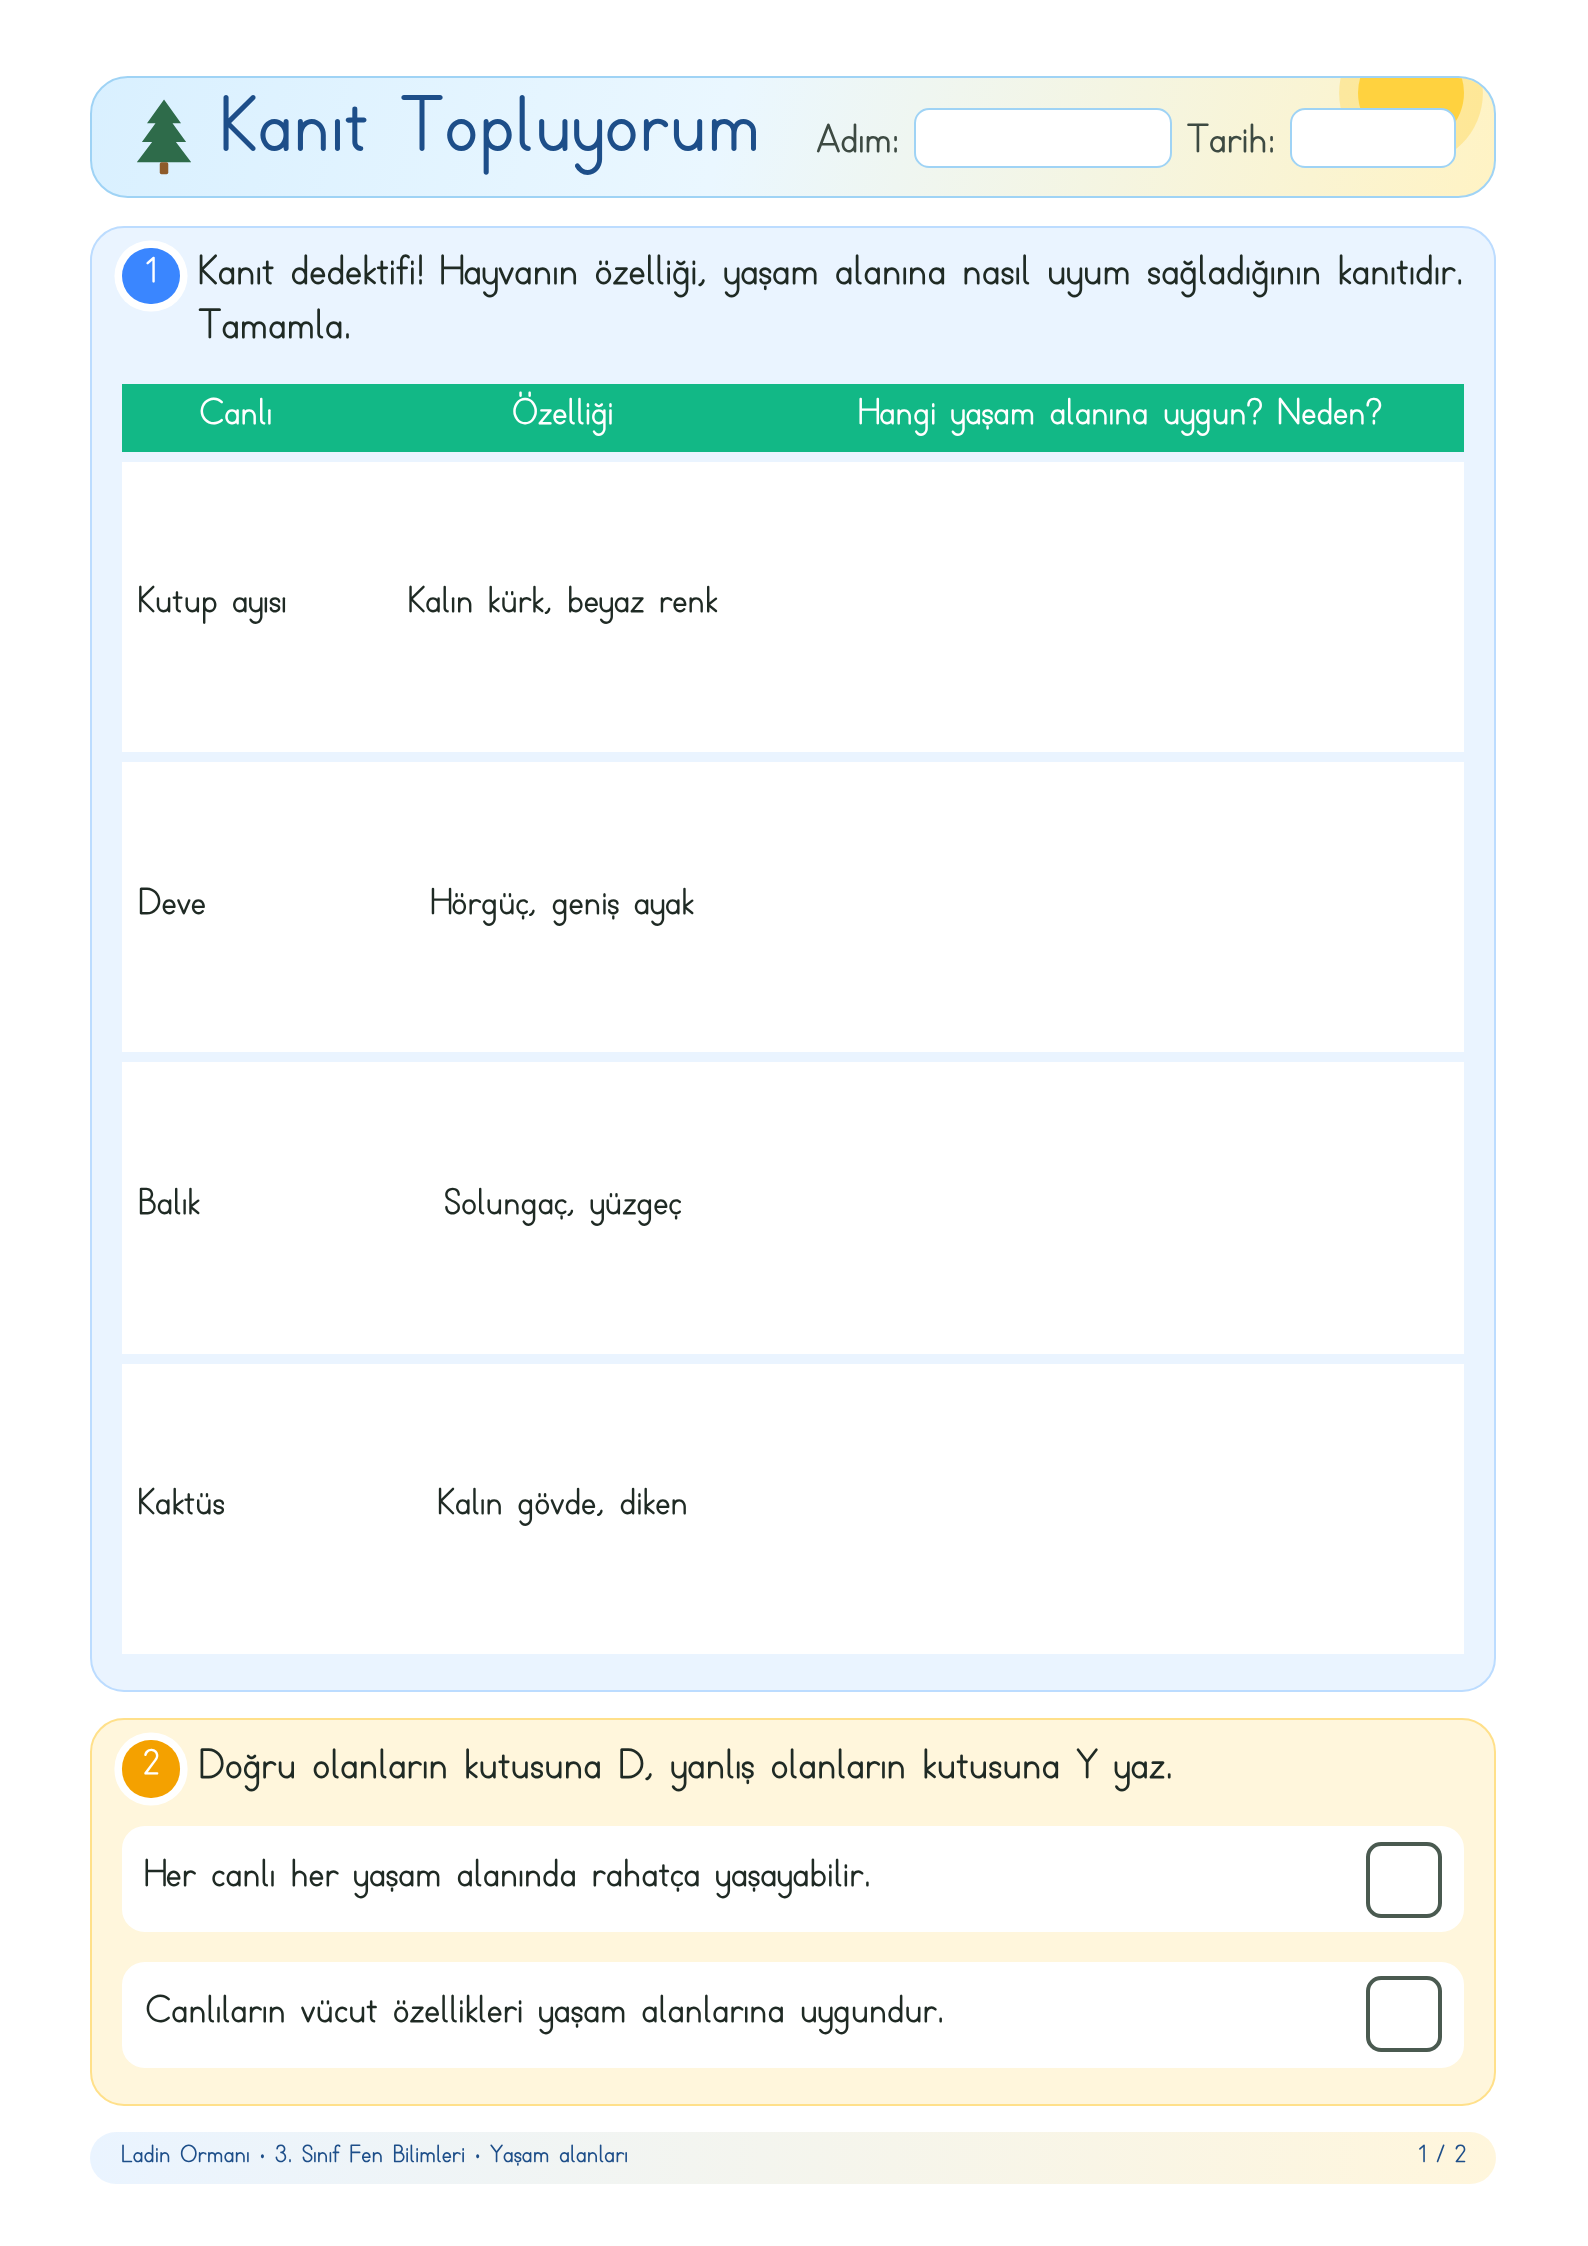 Kanıt Topluyorum
Adım:
Tarih:
1
Kanıt dedektifi! Hayvanın özelliği, yaşam alanına nasıl uyum sağladığının kanıtıdır.
Tamamla.
Canlı Özelliği Hangi yaşam alanına uygun? Neden?
Kutup ayısı Kalın kürk, beyaz renk
Deve Hörgüç, geniş ayak
Balık Solungaç, yüzgeç
Kaktüs Kalın gövde, diken
2
Doğru olanların kutusuna D, yanlış olanların kutusuna Y yaz.
Her canlı her yaşam alanında rahatça yaşayabilir.
Canlıların vücut özellikleri yaşam alanlarına uygundur.
Ladin Ormanı • 3. Sınıf Fen Bilimleri • Yaşam alanları
1 / 2